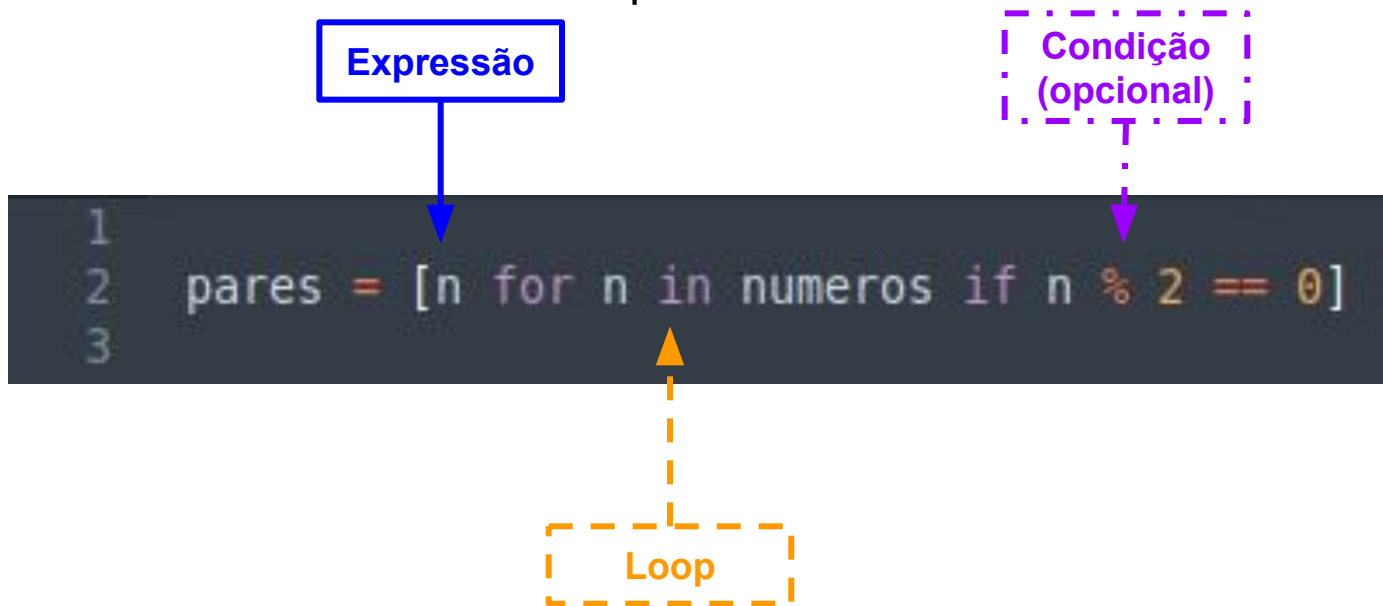 Expressão
Condição
(opcional)
1
2 pares = [n for n in numeros if n % 2 == 0]
3
Loop